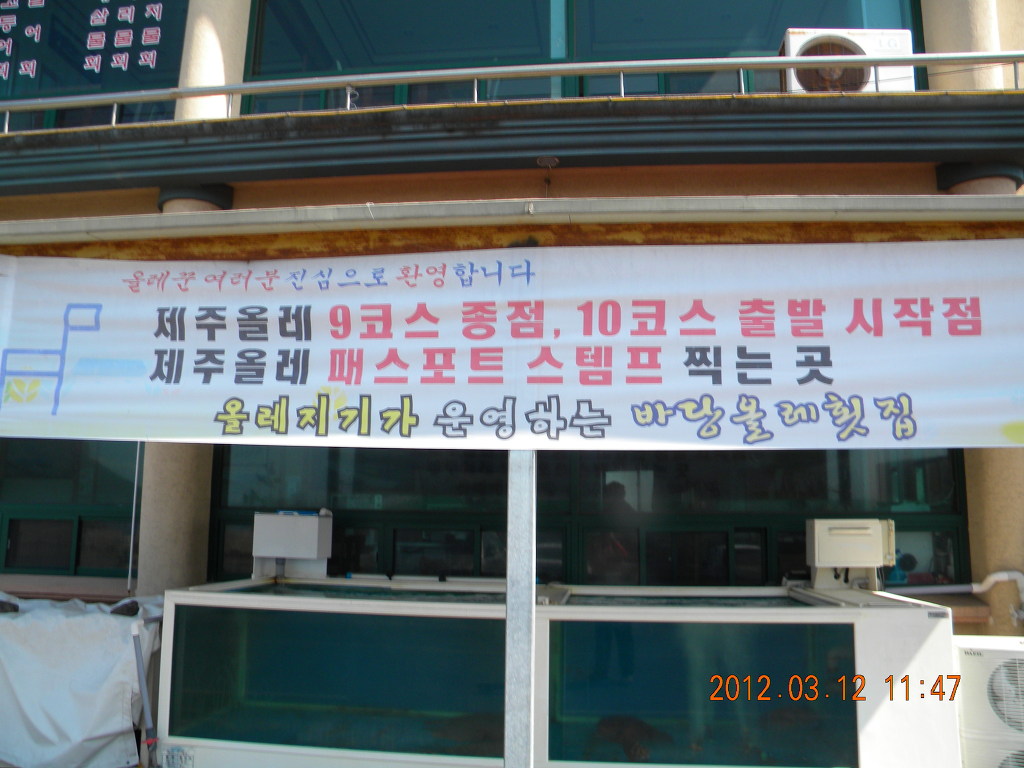 올레꾼 여러분 진심으로 환영합니다
제주올레 9코스 종점, 10코스 출발 시작점
제주올레 패스포트 스템프 찍는 곳
올레지기가 운영하는 바당올레횟집
2012.03.12 11:47